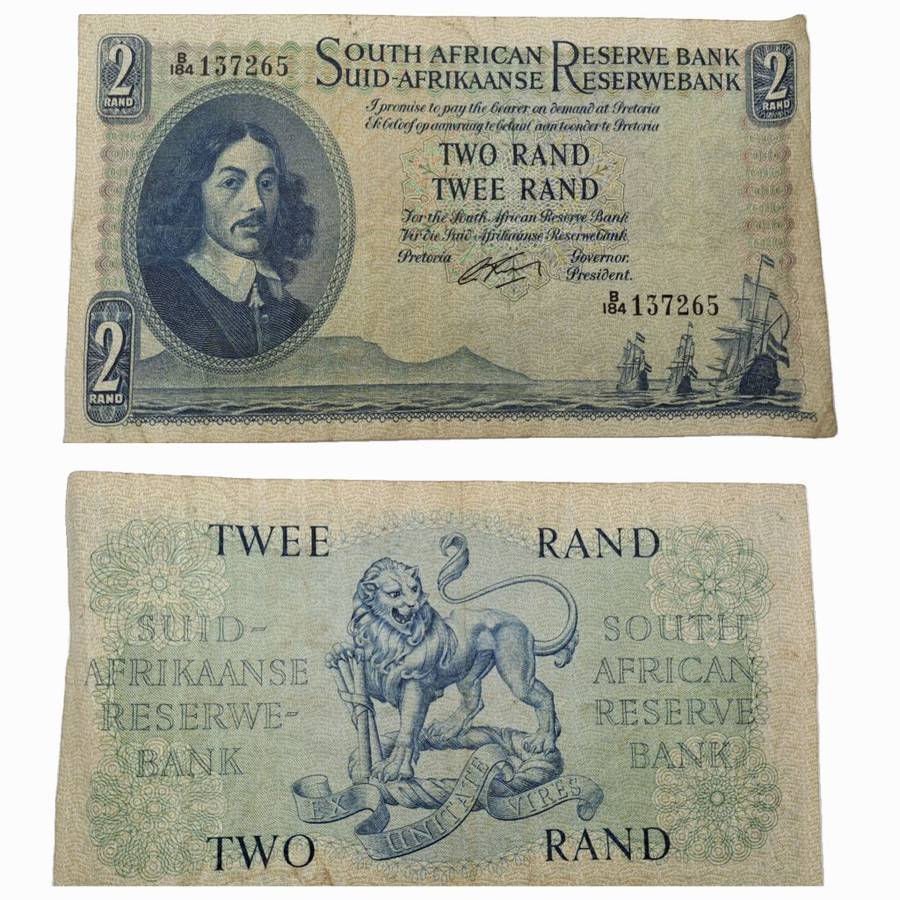 2
RAND
B/184 137265
SOUTH AFRICAN RESERVE BANK
SUID-AFRIKAANSE RESERWEBANK
2
RAND
I promise to pay the bearer on demand at Pretoria
Ek beloof op aanvraag te betaal aan toonder te Pretoria
TWO RAND
TWEE RAND
For the South African Reserve Bank
Vir die Suid-Afrikaanse Reserwebank
Pretoria
Governor.
President.
B/184 137265
2
RAND
TWEE RAND
SUID-
AFRIKAANSE
RESERWE-
BANK
SOUTH
AFRICAN
RESERVE
BANK
EX UNITATE VIRES
TWO RAND